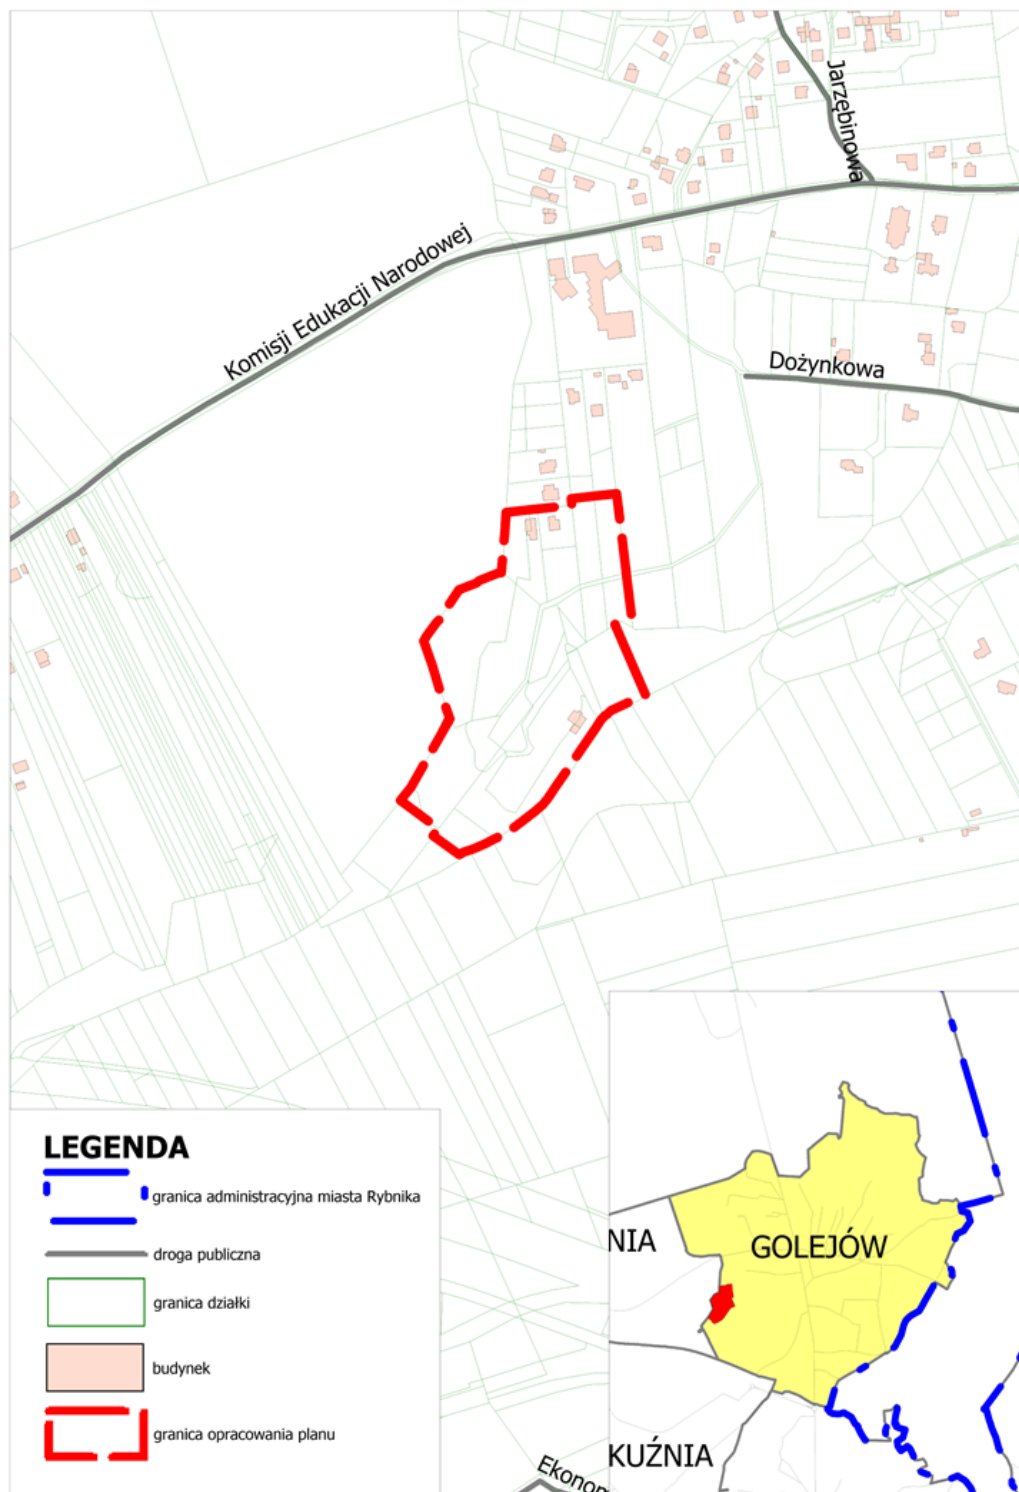 Jarzębinowa
Komisji Edukacji Narodowej
Dożynkowa
LEGENDA
granica administracyjna miasta Rybnika
droga publiczna
granica działki
budynek
granica opracowania planu
NIA
GOLEJÓW
KUŹNIA
Ekonom